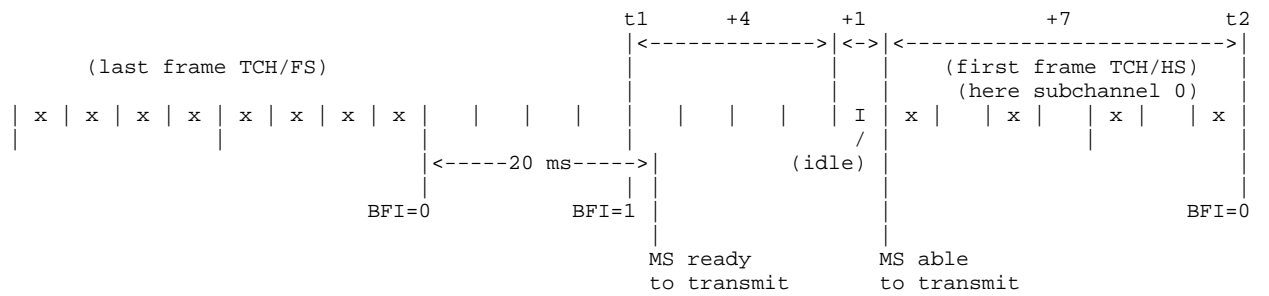 t1 +4 +1 +7 t2
|<------------->|<->|<-------------------------->|
(last frame TCH/FS) | | | (first frame TCH/HS) |
| | | (here subchannel 0) |
| x | x | x | x | x | x | x | x | | | | | | | | | I | x | | x | | x | | x |
| | | | / | | |
|<-----20 ms----->| (idle) | |
| | | | |
BFI=0 BFI=1 | | BFI=0
| |
MS ready MS able
to transmit to transmit